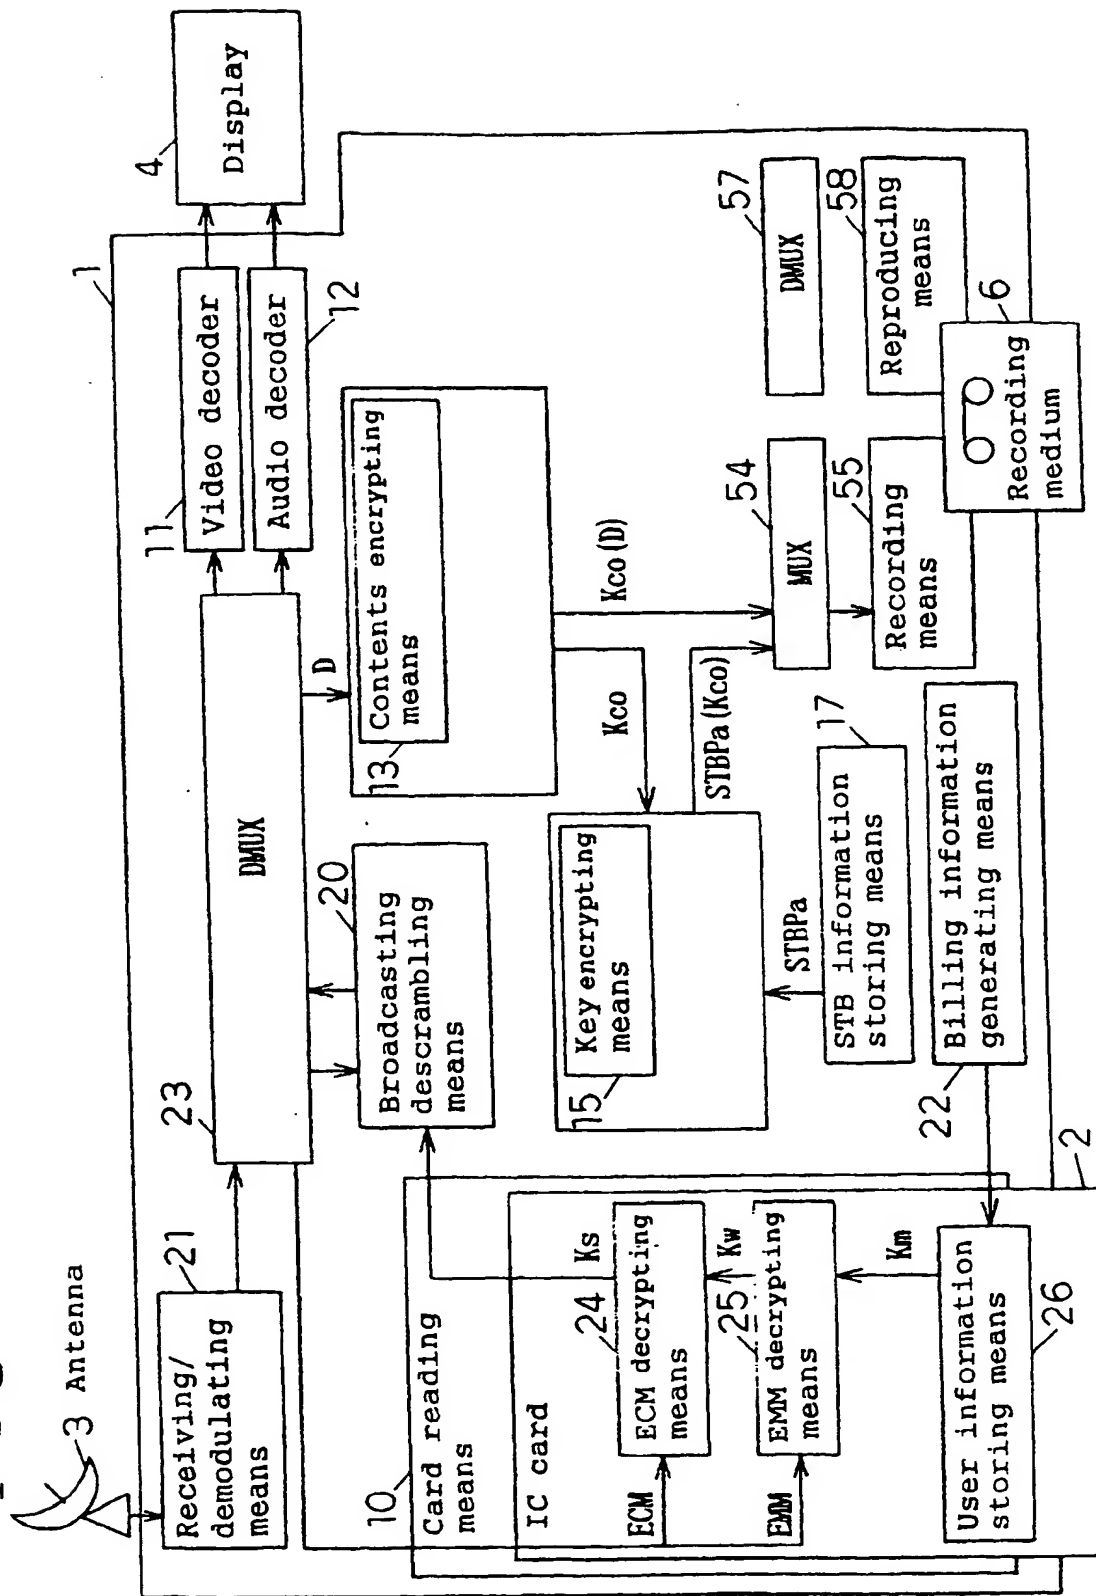 3 Antenna
1
4
Display
21
Receiving/
demodulating
means
23
DMUX
11
Video decoder
Audio decoder
12
D
20
Broadcasting
descrambling
means
Contents encrypting
means
13
10
Card reading
means
IC card
Ks
ECM
24
ECM decrypting
means
Kw
EMM
25
EMM decrypting
means
Km
User information
storing means
26
2
Kco
Kco(D)
Key encrypting
means
15
STBPa(Kco)
STBPa
STB information
storing means
17
Billing information
generating means
22
MUX
54
Recording
means
55
DMUX
57
Reproducing
means
58
6
Recording
medium